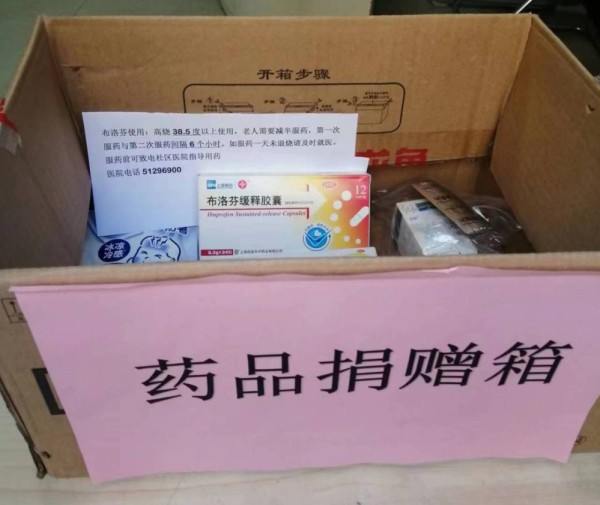 开箱步骤
布洛芬使用：高烧 38.5 度以上使用，老人需要减半服药，第一次
服药与第二次服药间隔 6 个小时，如服药一天未退烧请及时就医。
服药前可致电社区医院指导用药
医院电话 51296900
布洛芬缓释胶囊
Ibuprofen Sustained-release Capsules
12
冰凉
冷感
药品捐赠箱